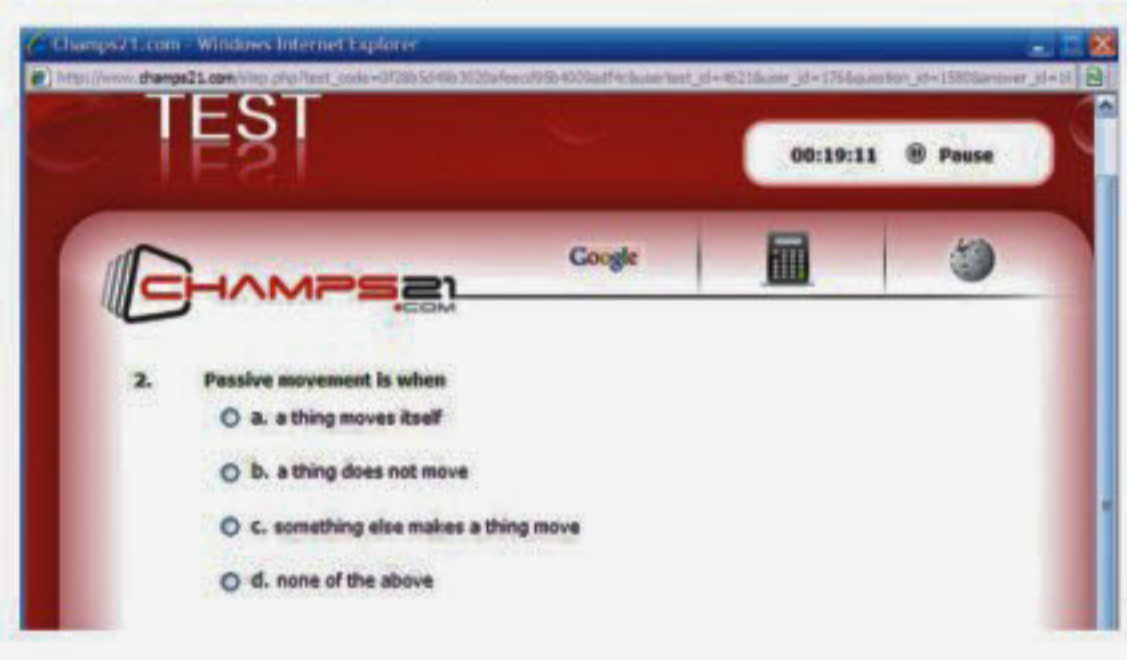 Champs21.com - Windows Internet Explorer
TEST
00:19:11 Pause
Google
CHAMPS21
.COM
2. Passive movement is when
a. a thing moves itself
b. a thing does not move
c. something else makes a thing move
d. none of the above